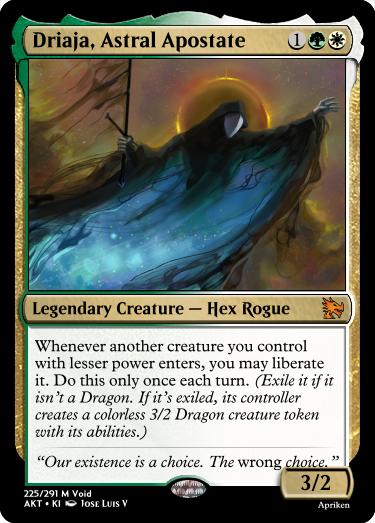 Driaja, Astral Apostate 1
Legendary Creature — Hex Rogue
Whenever another creature you control
with lesser power enters, you may liberate
it. Do this only once each turn. (Exile it if it
isn't a Dragon. If it's exiled, its controller
creates a colorless 3/2 Dragon creature token
with its abilities.)
“Our existence is a choice. The wrong choice.”
3/2
225/291 M Void
AKT • KI Jose Luis V
Apriken